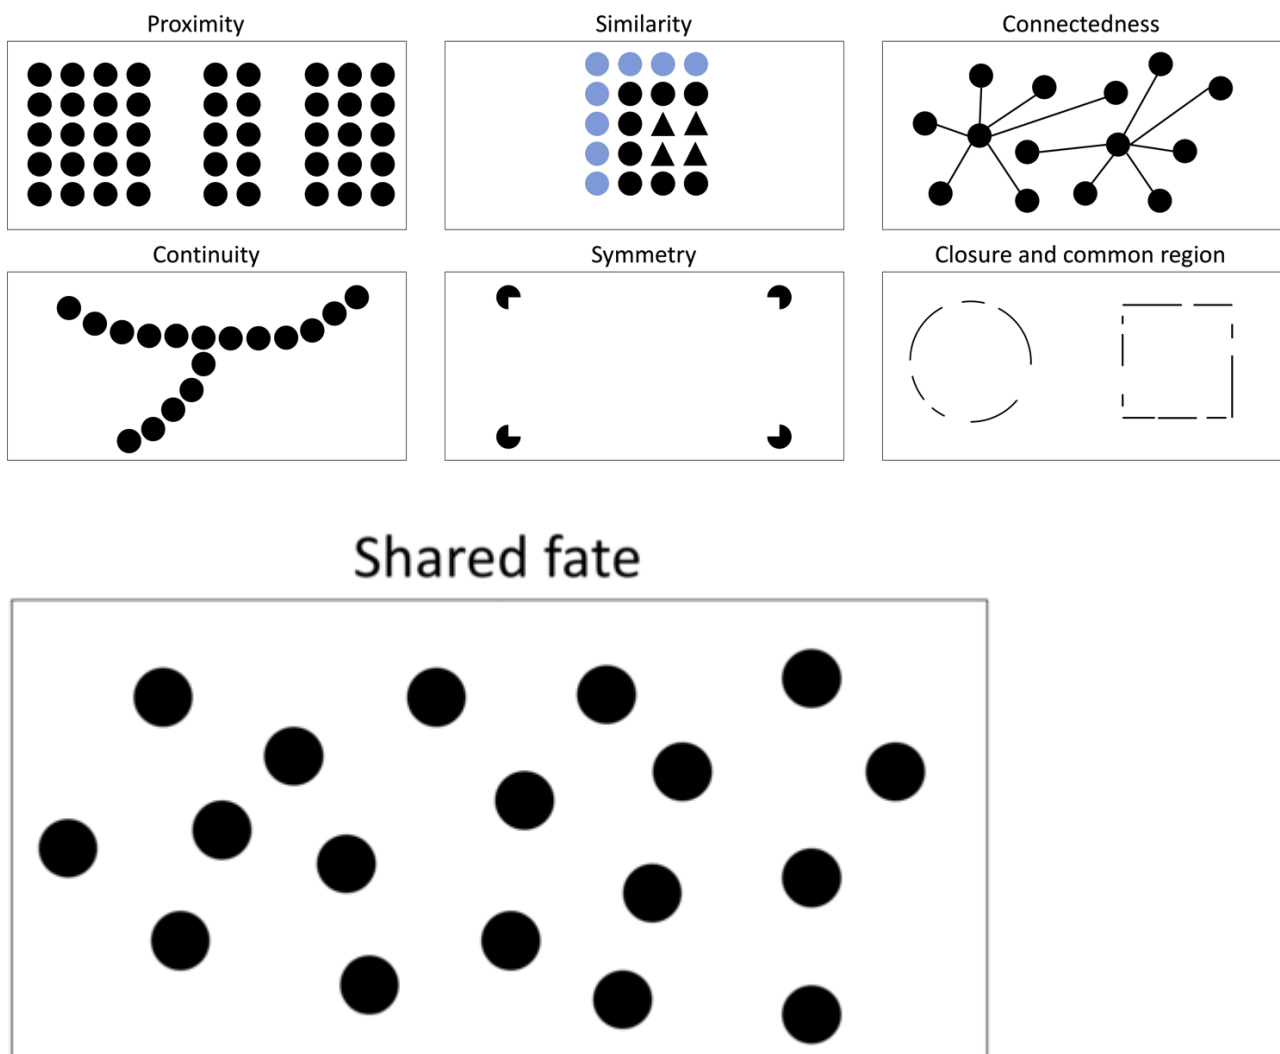 Proximity
Similarity
Connectedness
Continuity
Symmetry
Closure and common region
Shared fate